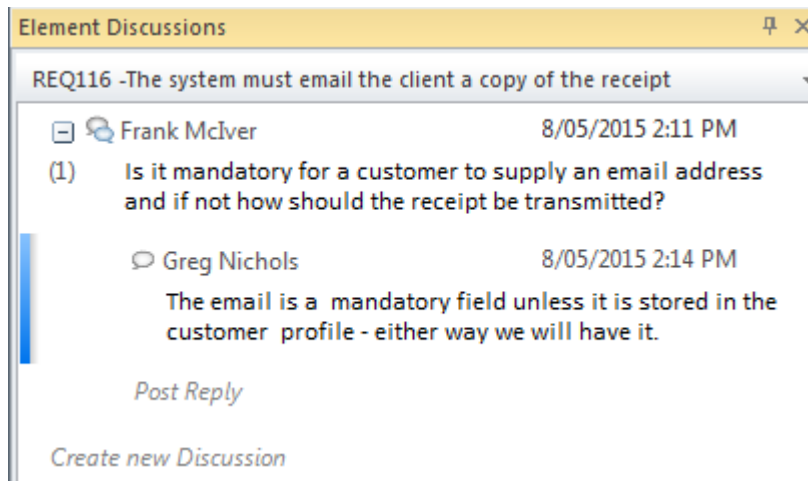 Element Discussions
REQ116 -The system must email the client a copy of the receipt
Frank McIver 8/05/2015 2:11 PM
(1) Is it mandatory for a customer to supply an email address
and if not how should the receipt be transmitted?
Greg Nichols 8/05/2015 2:14 PM
The email is a  mandatory field unless it is stored in the
customer  profile - either way we will have it.
Post Reply
Create new Discussion